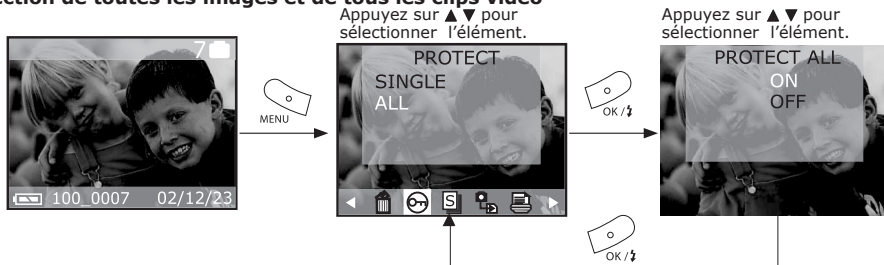 ection de toutes les images et de tous les clips vidéo
Appuyez sur ▲▼ pour
sélectionner l'élément.
Appuyez sur ▲▼ pour
sélectionner l'élément.
7
100_0007 02/12/23
MENU
PROTECT
SINGLE
ALL
S
OK /
PROTECT ALL
ON
OFF
OK /